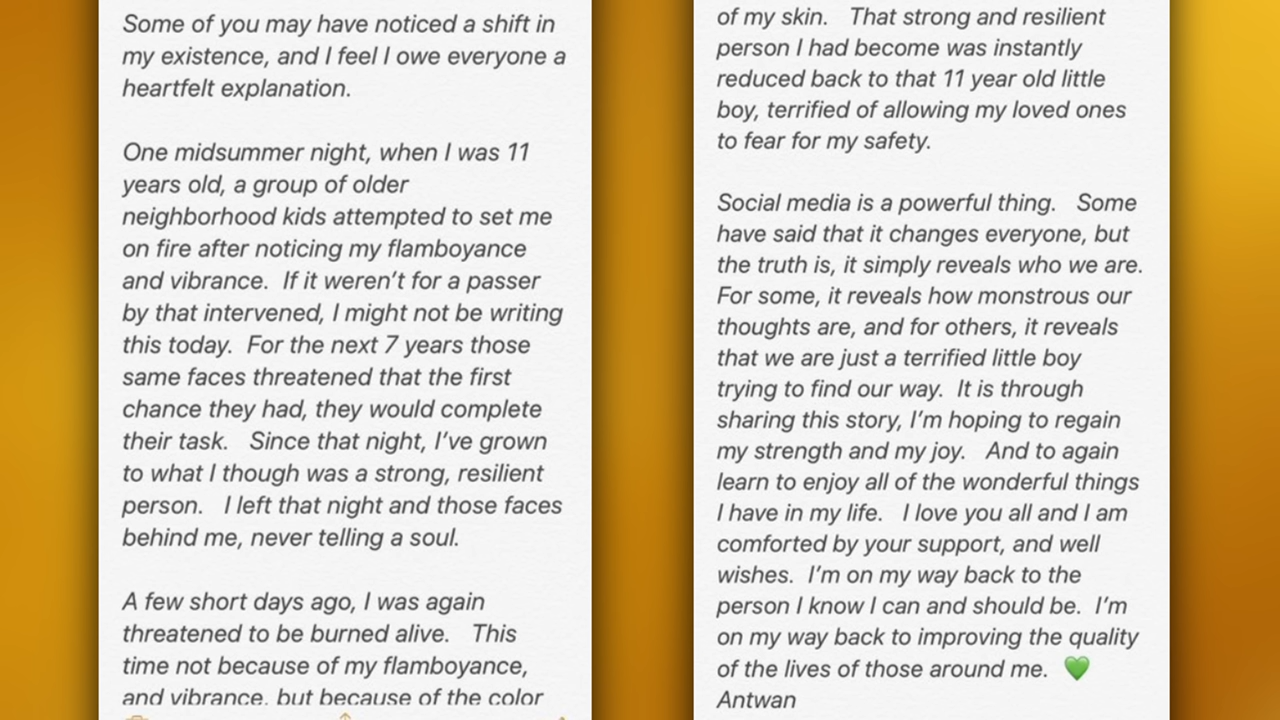 Some of you may have noticed a shift in
my existence, and I feel I owe everyone a
heartfelt explanation.
One midsummer night, when I was 11
years old, a group of older
neighborhood kids attempted to set me
on fire after noticing my flamboyance
and vibrance. If it weren't for a passer
by that intervened, I might not be writing
this today. For the next 7 years those
same faces threatened that the first
chance they had, they would complete
their task. Since that night, I've grown
to what I though was a strong, resilient
person. I left that night and those faces
behind me, never telling a soul.
A few short days ago, I was again
threatened to be burned alive. This
time not because of my flamboyance,
and vibrance, but because of the color
of my skin. That strong and resilient
person I had become was instantly
reduced back to that 11 year old little
boy, terrified of allowing my loved ones
to fear for my safety.
Social media is a powerful thing. Some
have said that it changes everyone, but
the truth is, it simply reveals who we are.
For some, it reveals how monstrous our
thoughts are, and for others, it reveals
that we are just a terrified little boy
trying to find our way. It is through
sharing this story, I'm hoping to regain
my strength and my joy. And to again
learn to enjoy all of the wonderful things
I have in my life. I love you all and I am
comforted by your support, and well
wishes. I'm on my way back to the
person I know I can and should be. I'm
on my way back to improving the quality
of the lives of those around me. 💚
Antwan